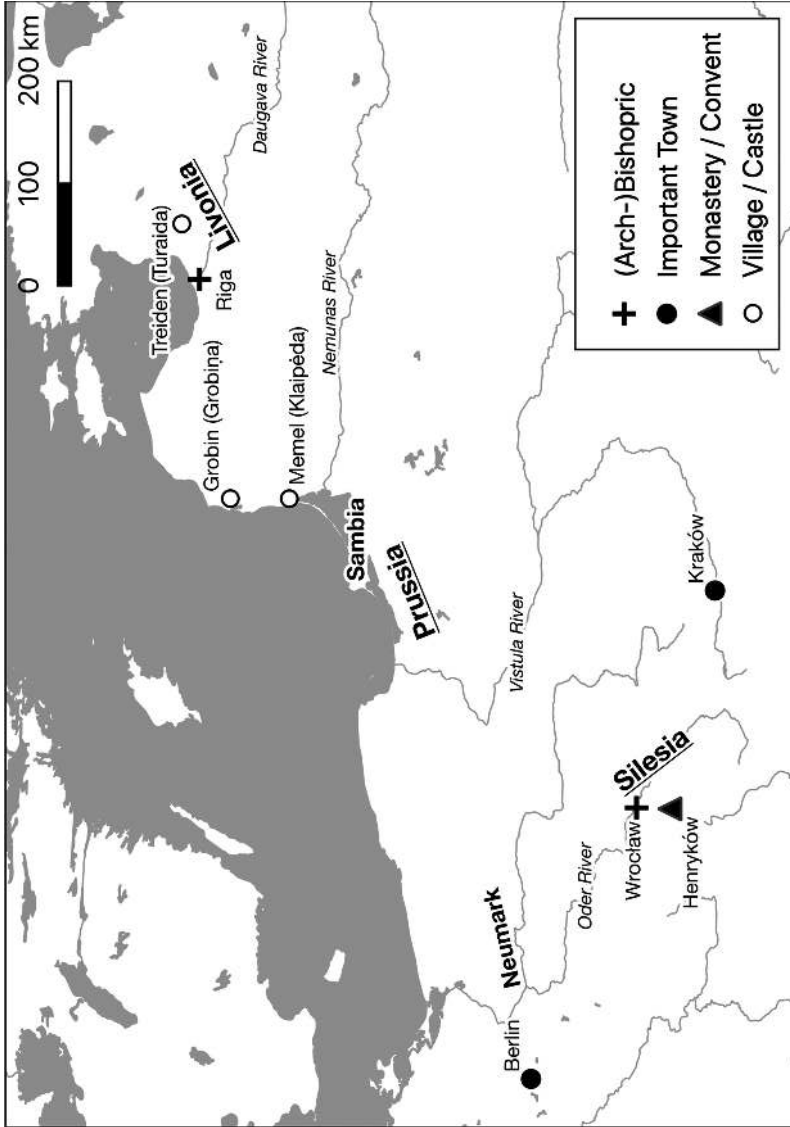 0 100 200 km
Treiden (Turaida)
Livonia
Riga
Daugava River
Grobin (Grobiņa)
Memel (Klaipėda)
Nemunas River
Sambia
Prussia
Vistula River
Neumark
Berlin
Oder River
Wrocław
Silesia
Henryków
Kraków
(Arch-)Bishopric
Important Town
Monastery / Convent
Village / Castle